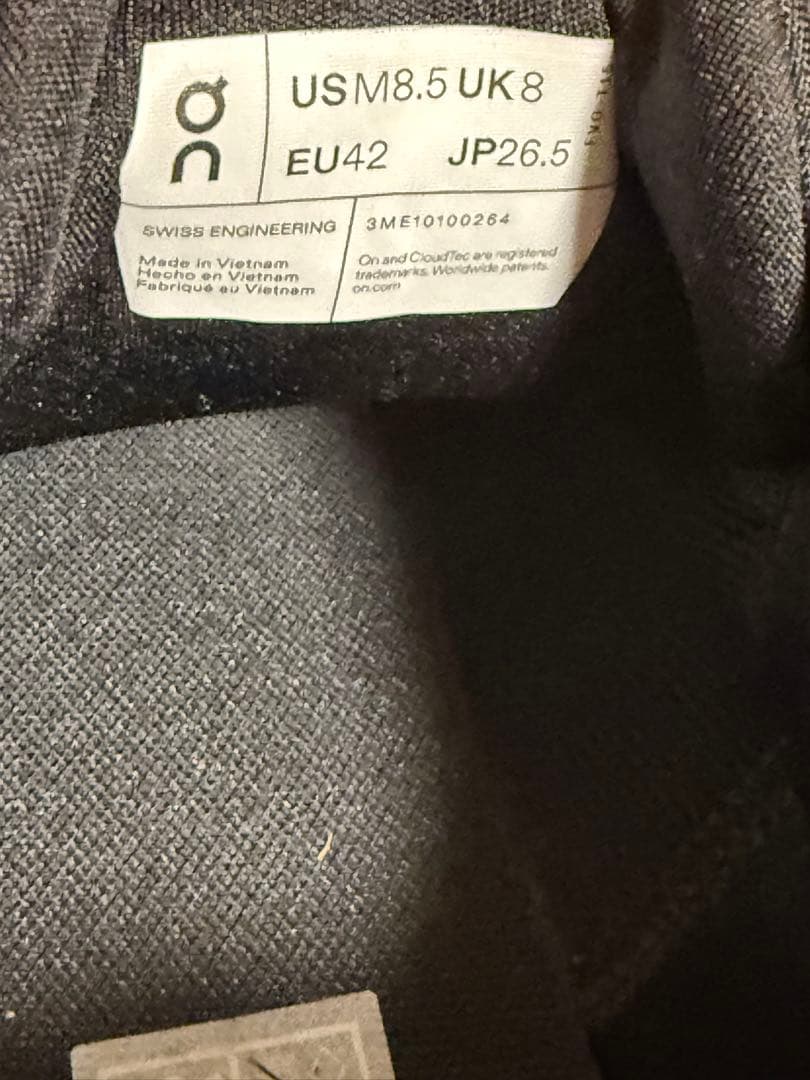 On
USM8.5 UK8
EU42 JP26.5
SWISS ENGINEERING
Made in Vietnam
Hecho en Vietnam
Fabriqué au Vietnam
3ME10100264
On and CloudTec are registered
trademarks. Worldwide patents.
on.com